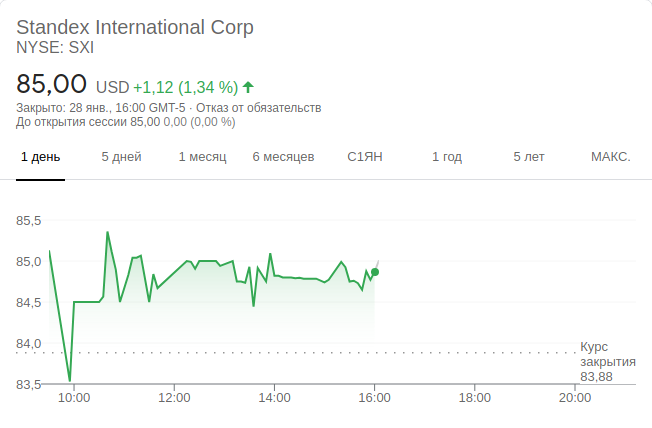 Standex International Corp
NYSE: SXI
85,00 USD +1,12 (1,34 %)
Закрыто: 28 янв., 16:00 GMT-5 · Отказ от обязательств
До открытия сессии 85,00 0,00 (0,00 %)
1 день 5 дней 1 месяц 6 месяцев С1ЯН 1 год 5 лет МАКС.
85,5
85,0
84,5
84,0
Курс
закрытия
83,88
83,5
10:00 12:00 14:00 16:00 18:00 20:00